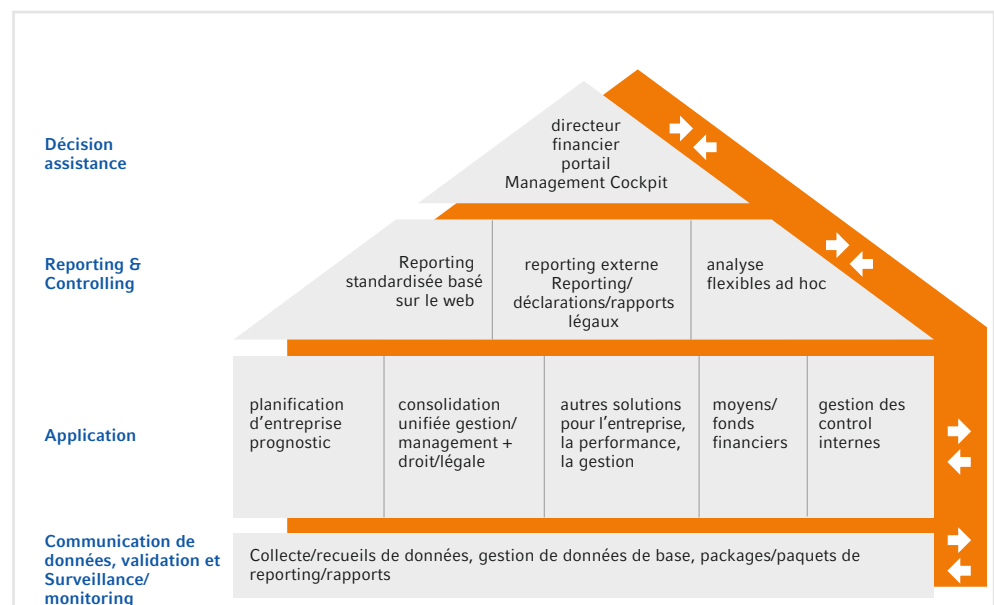 Décision
assistance
directeur
financier
portail
Management Cockpit
Reporting &
Controlling
Reporting
standardisée basé
sur le web
reporting externe
Reporting/
déclarations/rapports
légaux
analyse
flexibles ad hoc
Application
planification
d'entreprise
prognostic
consolidation
unifiée gestion/
management +
droit/légale
autres solutions
pour l'entreprise,
la performance,
la gestion
moyens/
fonds
financiers
gestion des
control
internes
Communication de
données, validation et
Surveillance/
monitoring
Collecte/recueils de données, gestion de données de base, packages/paquets de
reporting/rapports